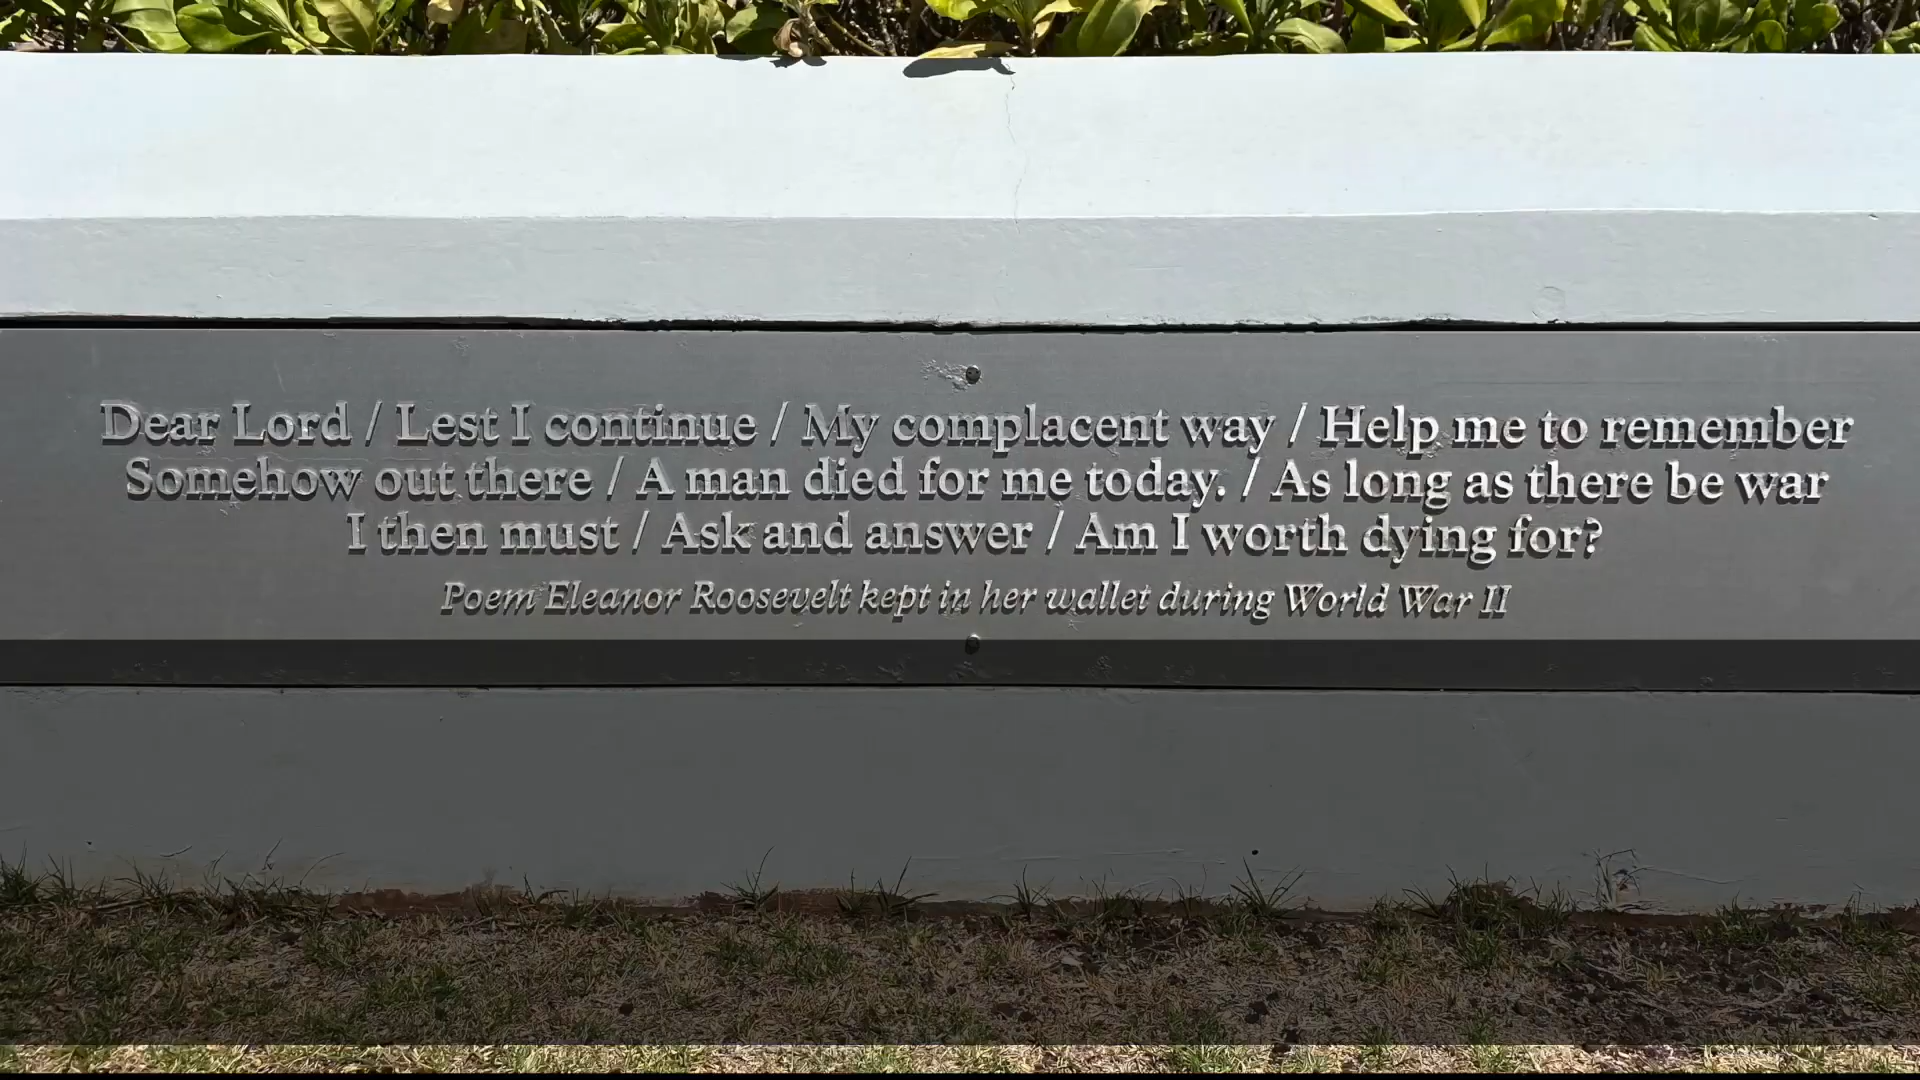 Dear Lord / Lest I continue / My complacent way / Help me to remember
Somehow out there / A man died for me today. / As long as there be war
I then must / Ask and answer / Am I worth dying for?
Poem Eleanor Roosevelt kept in her wallet during World War II